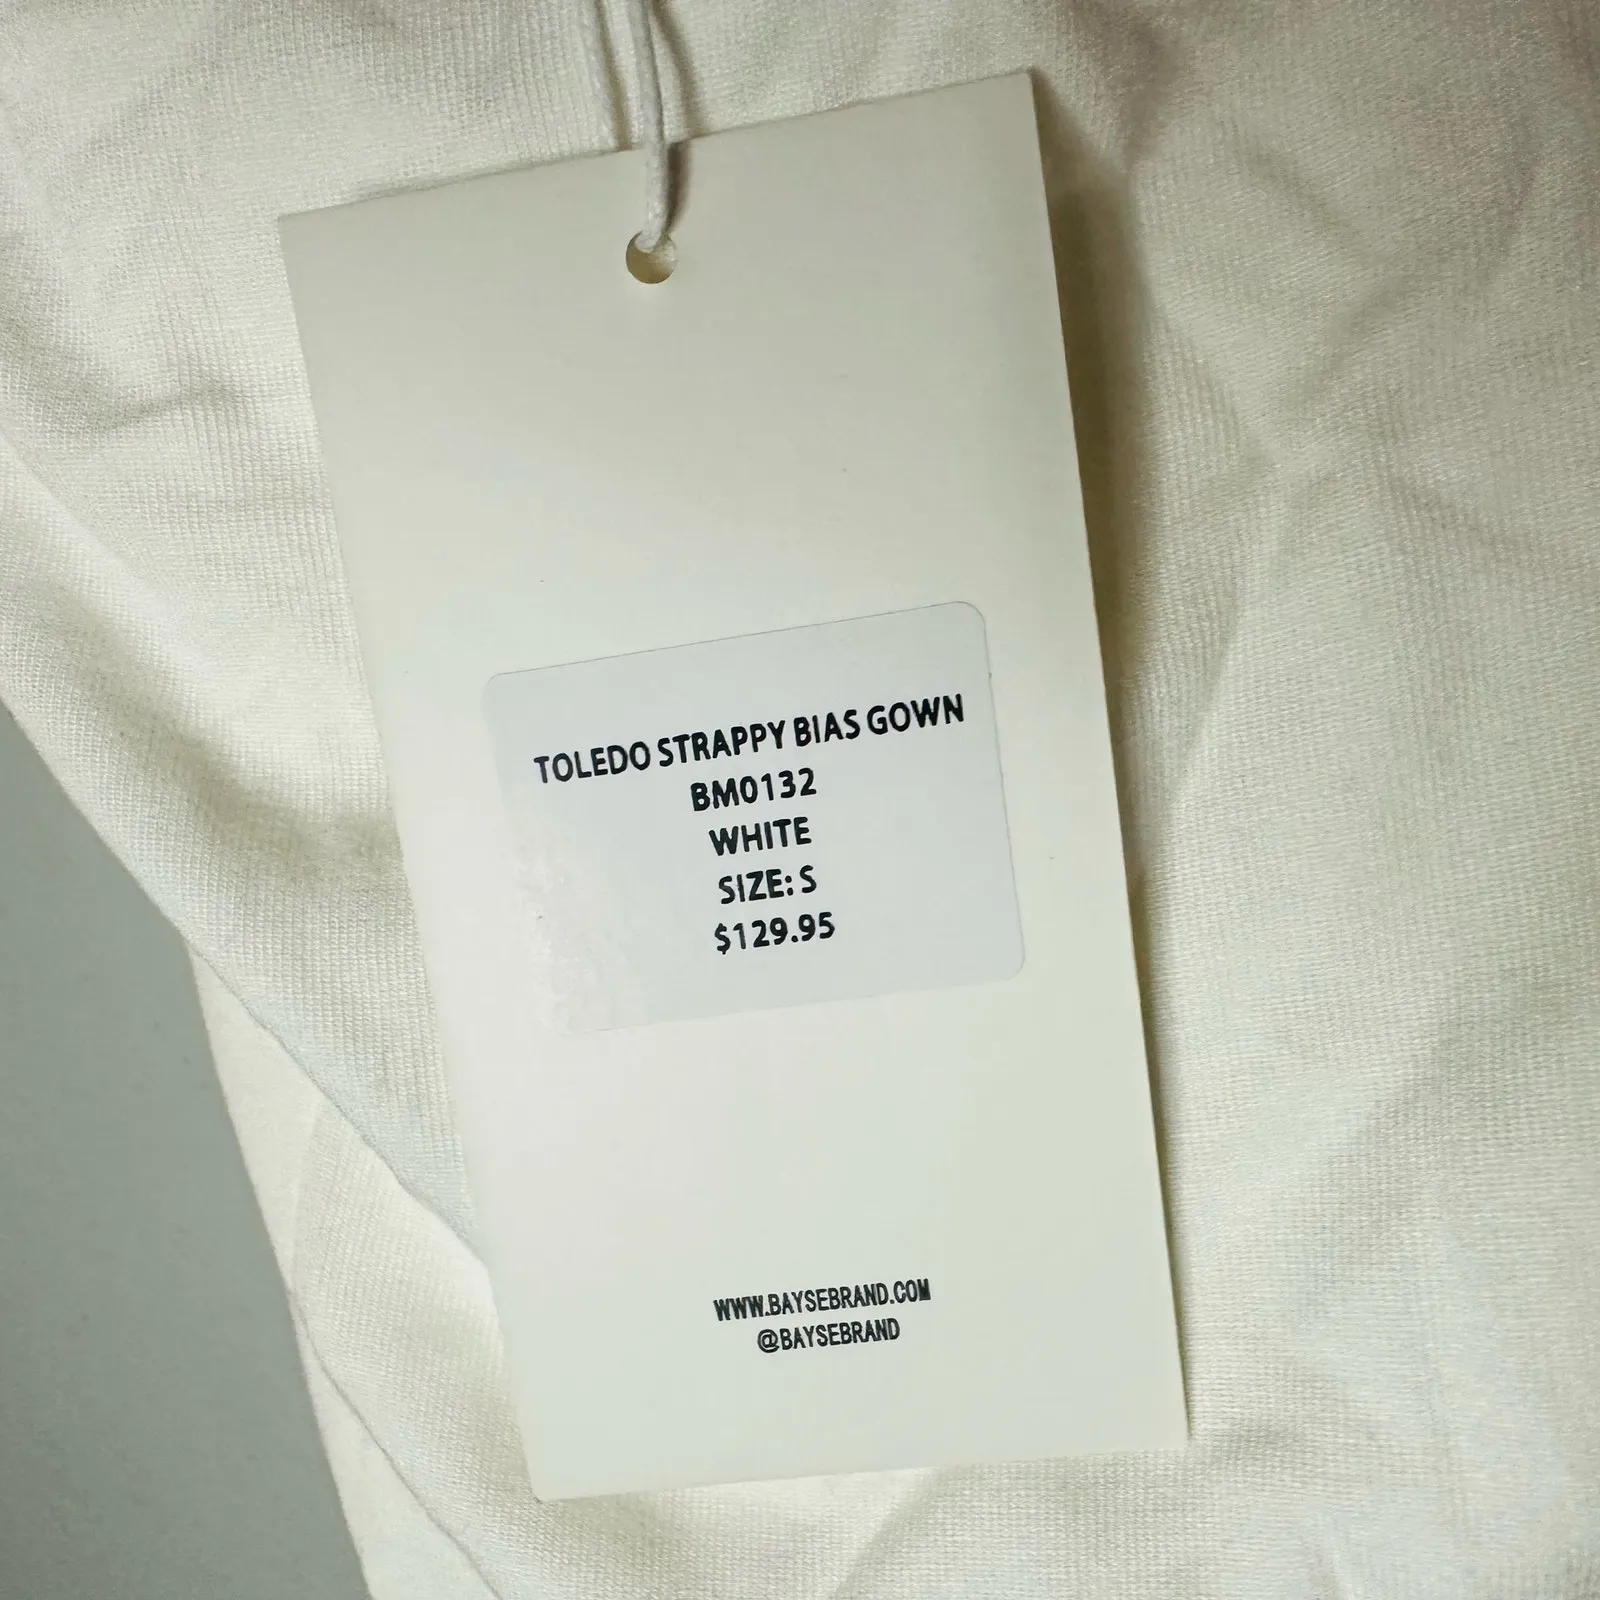 TOLEDO STRAPPY BIAS GOWN
BM0132
WHITE
SIZE: S
$129.95
WWW.BAYSEBRAND.COM
@BAYSEBRAND